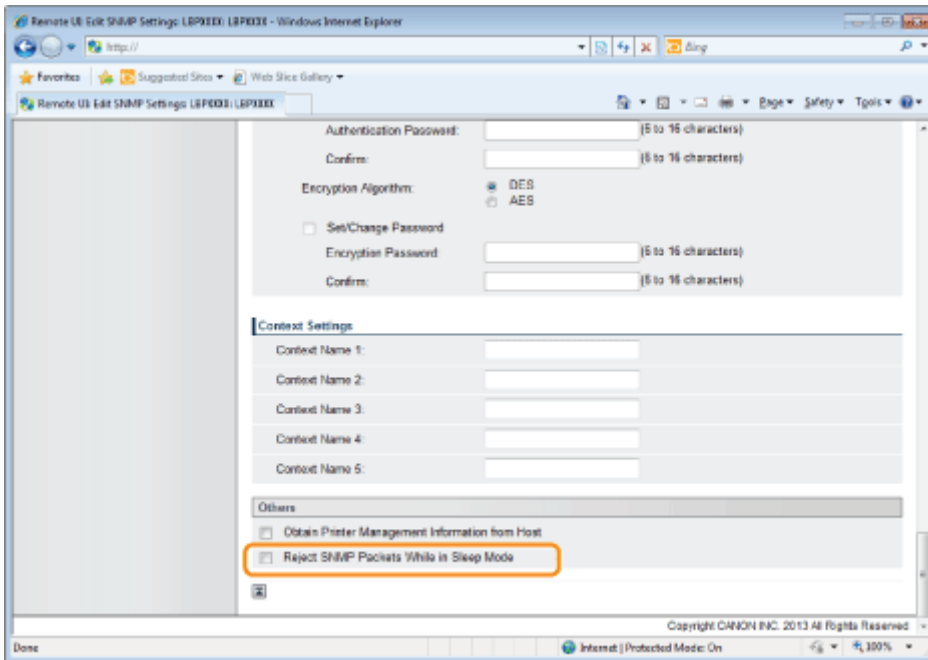 Remote UI: Edit SNMP Settings: LBPXXXX: LBPXXXX - Windows Internet Explorer
http://
Bing
Favorites Suggested Sites Web Slice Gallery
Remote UI: Edit SNMP Settings: LBPXXXX: LBPXXXX
Page Safety Tools
Authentication Password: (6 to 16 characters)
Confirm: (6 to 16 characters)
Encryption Algorithm: DES
AES
Set/Change Password
Encryption Password: (6 to 16 characters)
Confirm: (6 to 16 characters)
Context Settings
Context Name 1:
Context Name 2:
Context Name 3:
Context Name 4:
Context Name 5:
Others
Obtain Printer Management Information from Host
Reject SNMP Packets While in Sleep Mode
Copyright CANON INC. 2013 All Rights Reserved
Done Internet | Protected Mode: On 100%